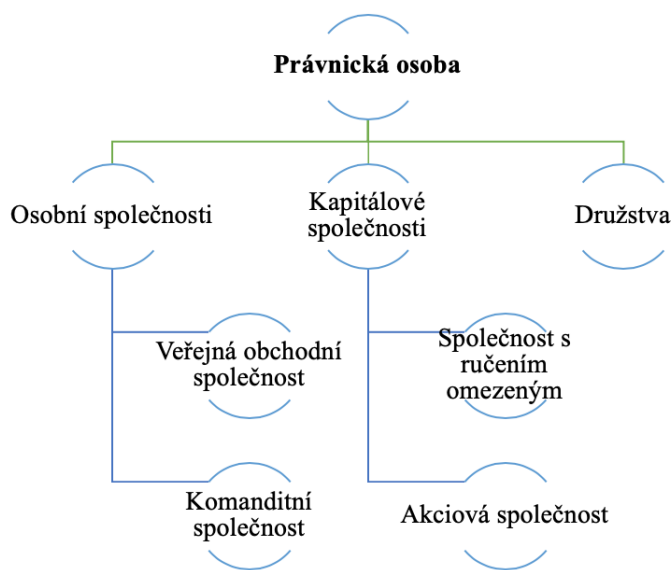 Právnická osoba
Osobní společnosti
Kapitálové
společnosti
Družstva
Veřejná obchodní
společnost
Společnost s
ručením
omezeným
Komanditní
společnost
Akciová společnost